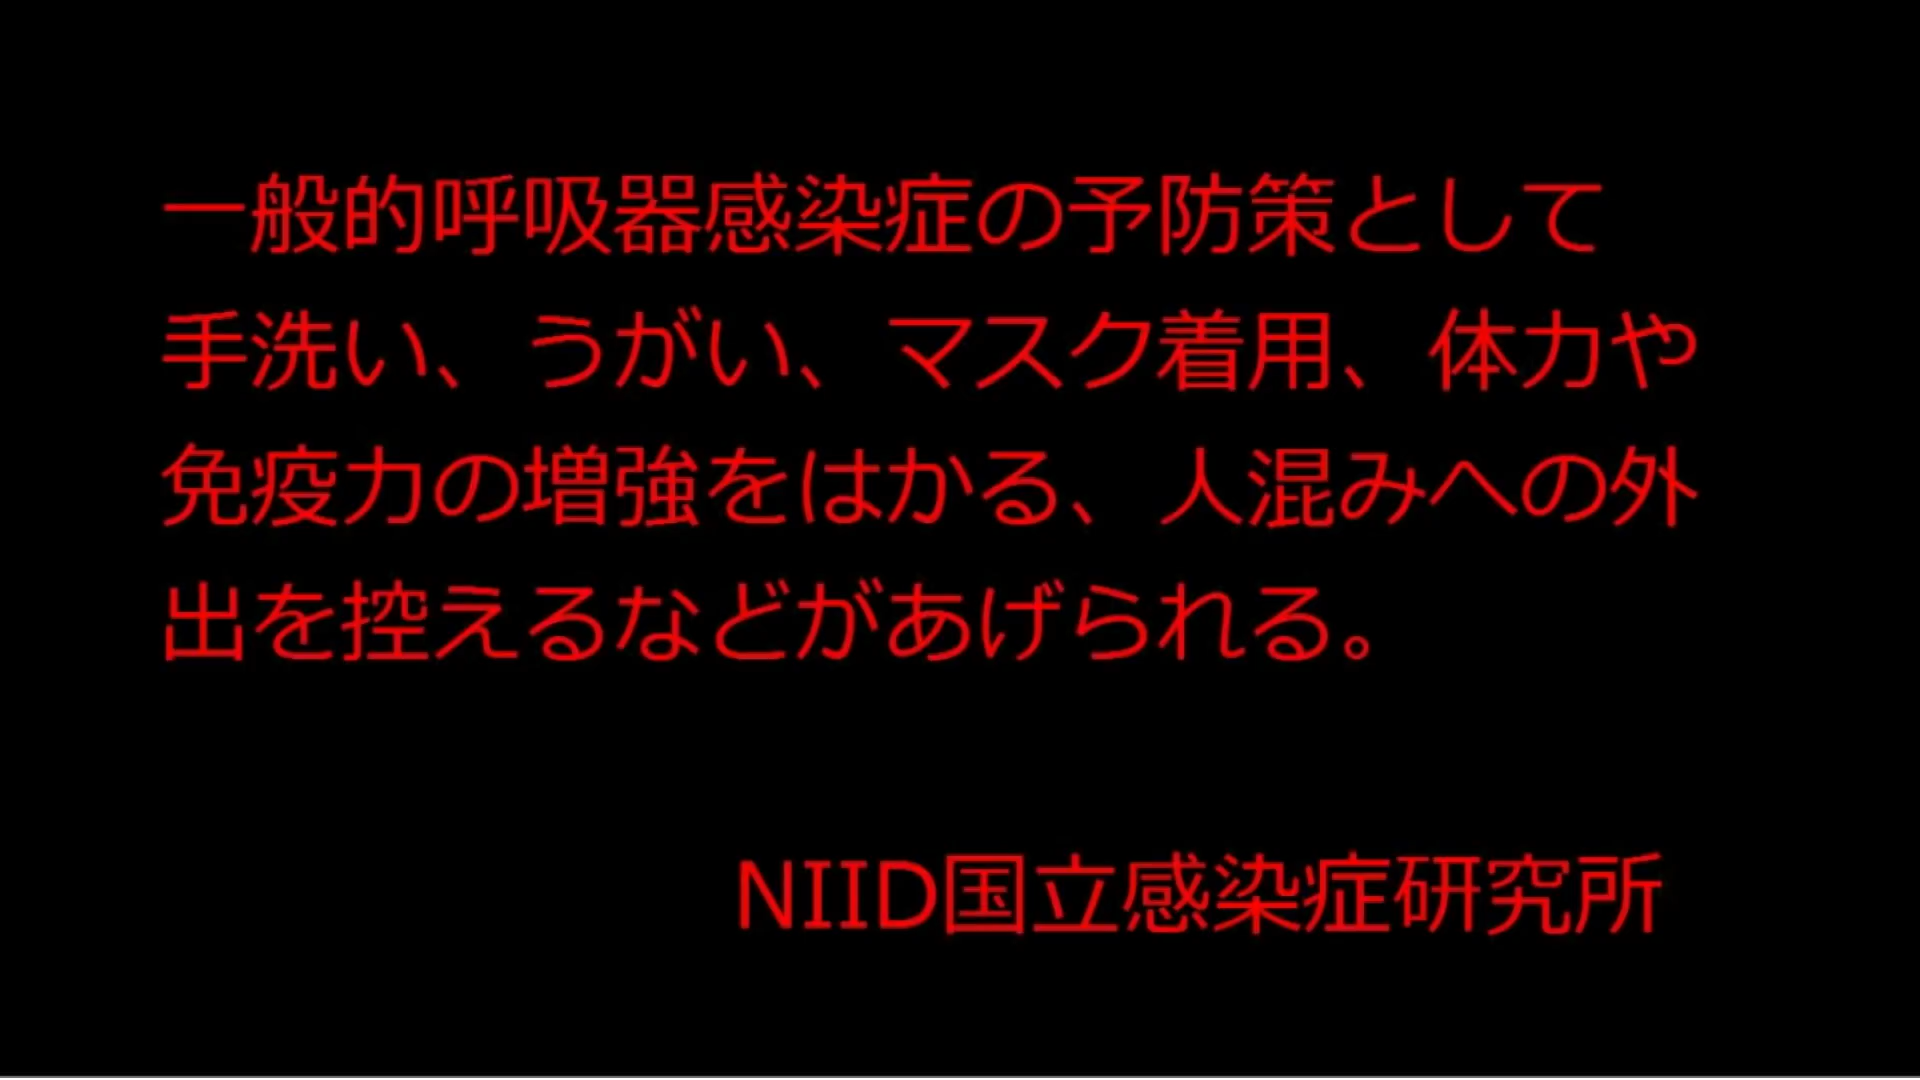 一般的呼吸器感染症の予防策として
手洗い、うがい、マスク着用、体力や
免疫力の増強をはかる、人混みへの外
出を控えるなどがあげられる。
NIID国立感染症研究所